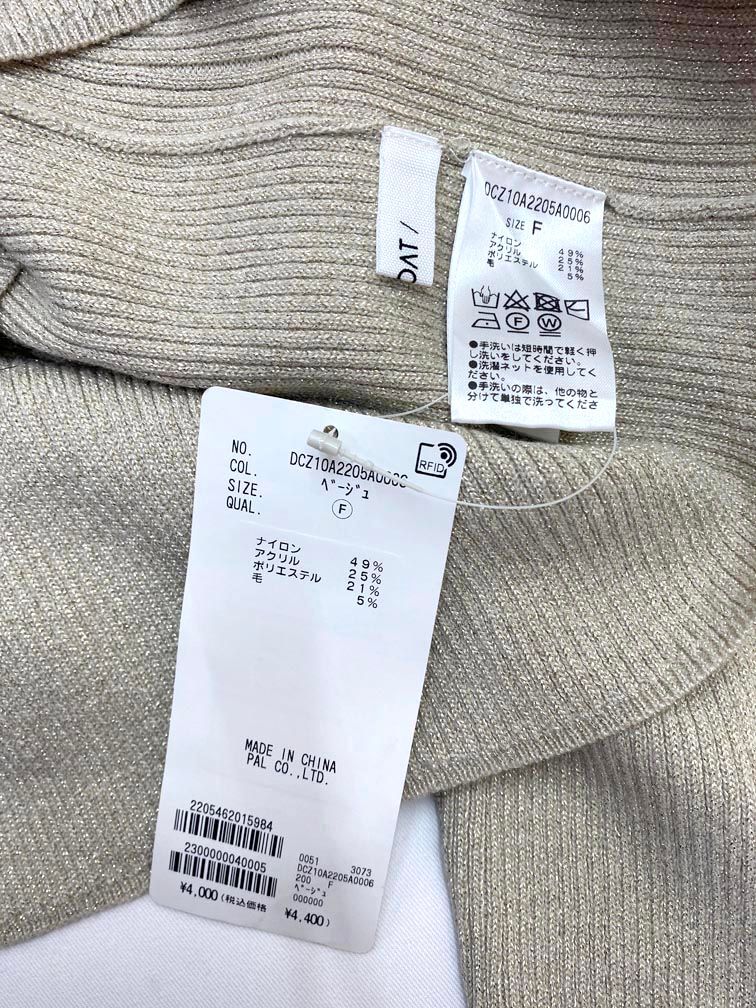 DCZ10A2205A0006
SIZE F
ナイロン 49%
アクリル 25%
ポリエステル 21%
毛 5%
F
W
●手洗いは短時間で軽く押
し洗いをしてください。
●洗濯ネットを使用してく
ださい。
●手洗いの際は、他の物と
分けて単独で洗ってくださ
RFID
NO. DCZ10A2205A0006
COL. ベージュ
SIZE. F
QUAL.
ナイロン 49%
アクリル 25%
ポリエステル 21%
毛 5%
MADE IN CHINA
PAL CO.,LTD.
2205462015984
2300000040005
0051 3073
DCZ10A2205A0006
200 F
ベージュ
000000
¥4,000(税込価格 ¥4,400)